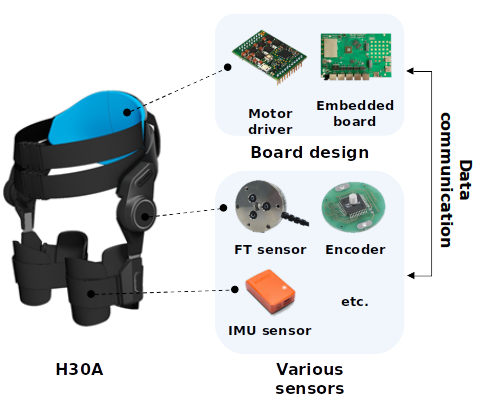 Motor
driver
Embedded
board
Board design
Data
communication
FT sensor
Encoder
IMU sensor
etc.
H30A
Various
sensors